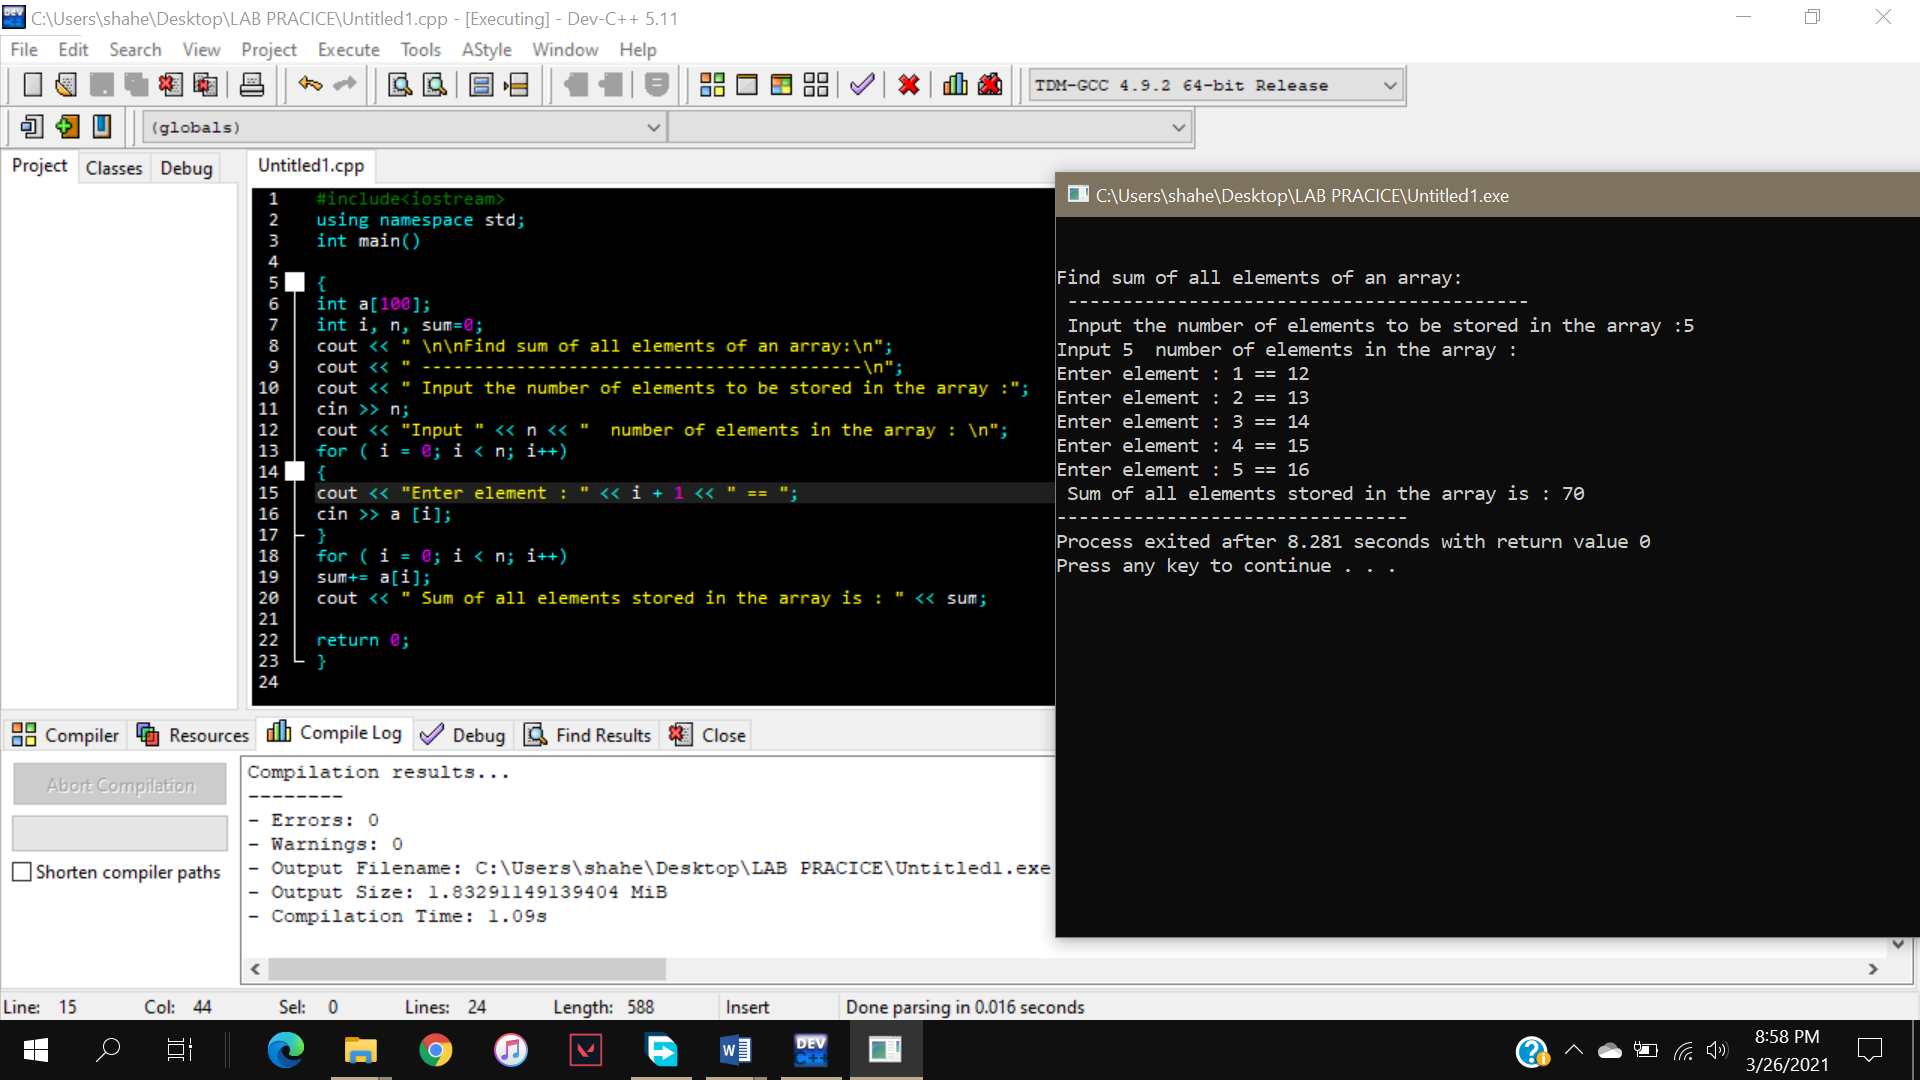 C:\Users\shahe\Desktop\LAB PRACICE\Untitled1.cpp - [Executing] - Dev-C++ 5.11
File Edit Search View Project Execute Tools AStyle Window Help
TDM-GCC 4.9.2 64-bit Release
(globals)
Project Classes Debug
Untitled1.cpp
1 #include<iostream>
2 using namespace std;
3 int main()
4
5 {
6 int a[100];
7 int i, n, sum=0;
8 cout << " \n\nFind sum of all elements of an array:\n";
9 cout << " ------------------------------------------\n";
10 cout << " Input the number of elements to be stored in the array :";
11 cin >> n;
12 cout << "Input " << n << "  number of elements in the array : \n";
13 for ( i = 0; i < n; i++)
14 {
15 cout << "Enter element : " << i + 1 << " == ";
16 cin >> a [i];
17 }
18 for ( i = 0; i < n; i++)
19 sum+= a[i];
20 cout << " Sum of all elements stored in the array is : " << sum;
21
22 return 0;
23 }
24
C:\Users\shahe\Desktop\LAB PRACICE\Untitled1.exe
Find sum of all elements of an array:
------------------------------------------
Input the number of elements to be stored in the array :5
Input 5  number of elements in the array :
Enter element : 1 == 12
Enter element : 2 == 13
Enter element : 3 == 14
Enter element : 4 == 15
Enter element : 5 == 16
Sum of all elements stored in the array is : 70
--------------------------------
Process exited after 8.281 seconds with return value 0
Press any key to continue . . .
Compiler Resources Compile Log Debug Find Results Close
Abort Compilation
Shorten compiler paths
Compilation results...
--------
- Errors: 0
- Warnings: 0
- Output Filename: C:\Users\shahe\Desktop\LAB PRACICE\Untitled1.exe
- Output Size: 1.83291149139404 MiB
- Compilation Time: 1.09s
Line: 15 Col: 44 Sel: 0 Lines: 24 Length: 588 Insert Done parsing in 0.016 seconds
DEV C++
8:58 PM
3/26/2021